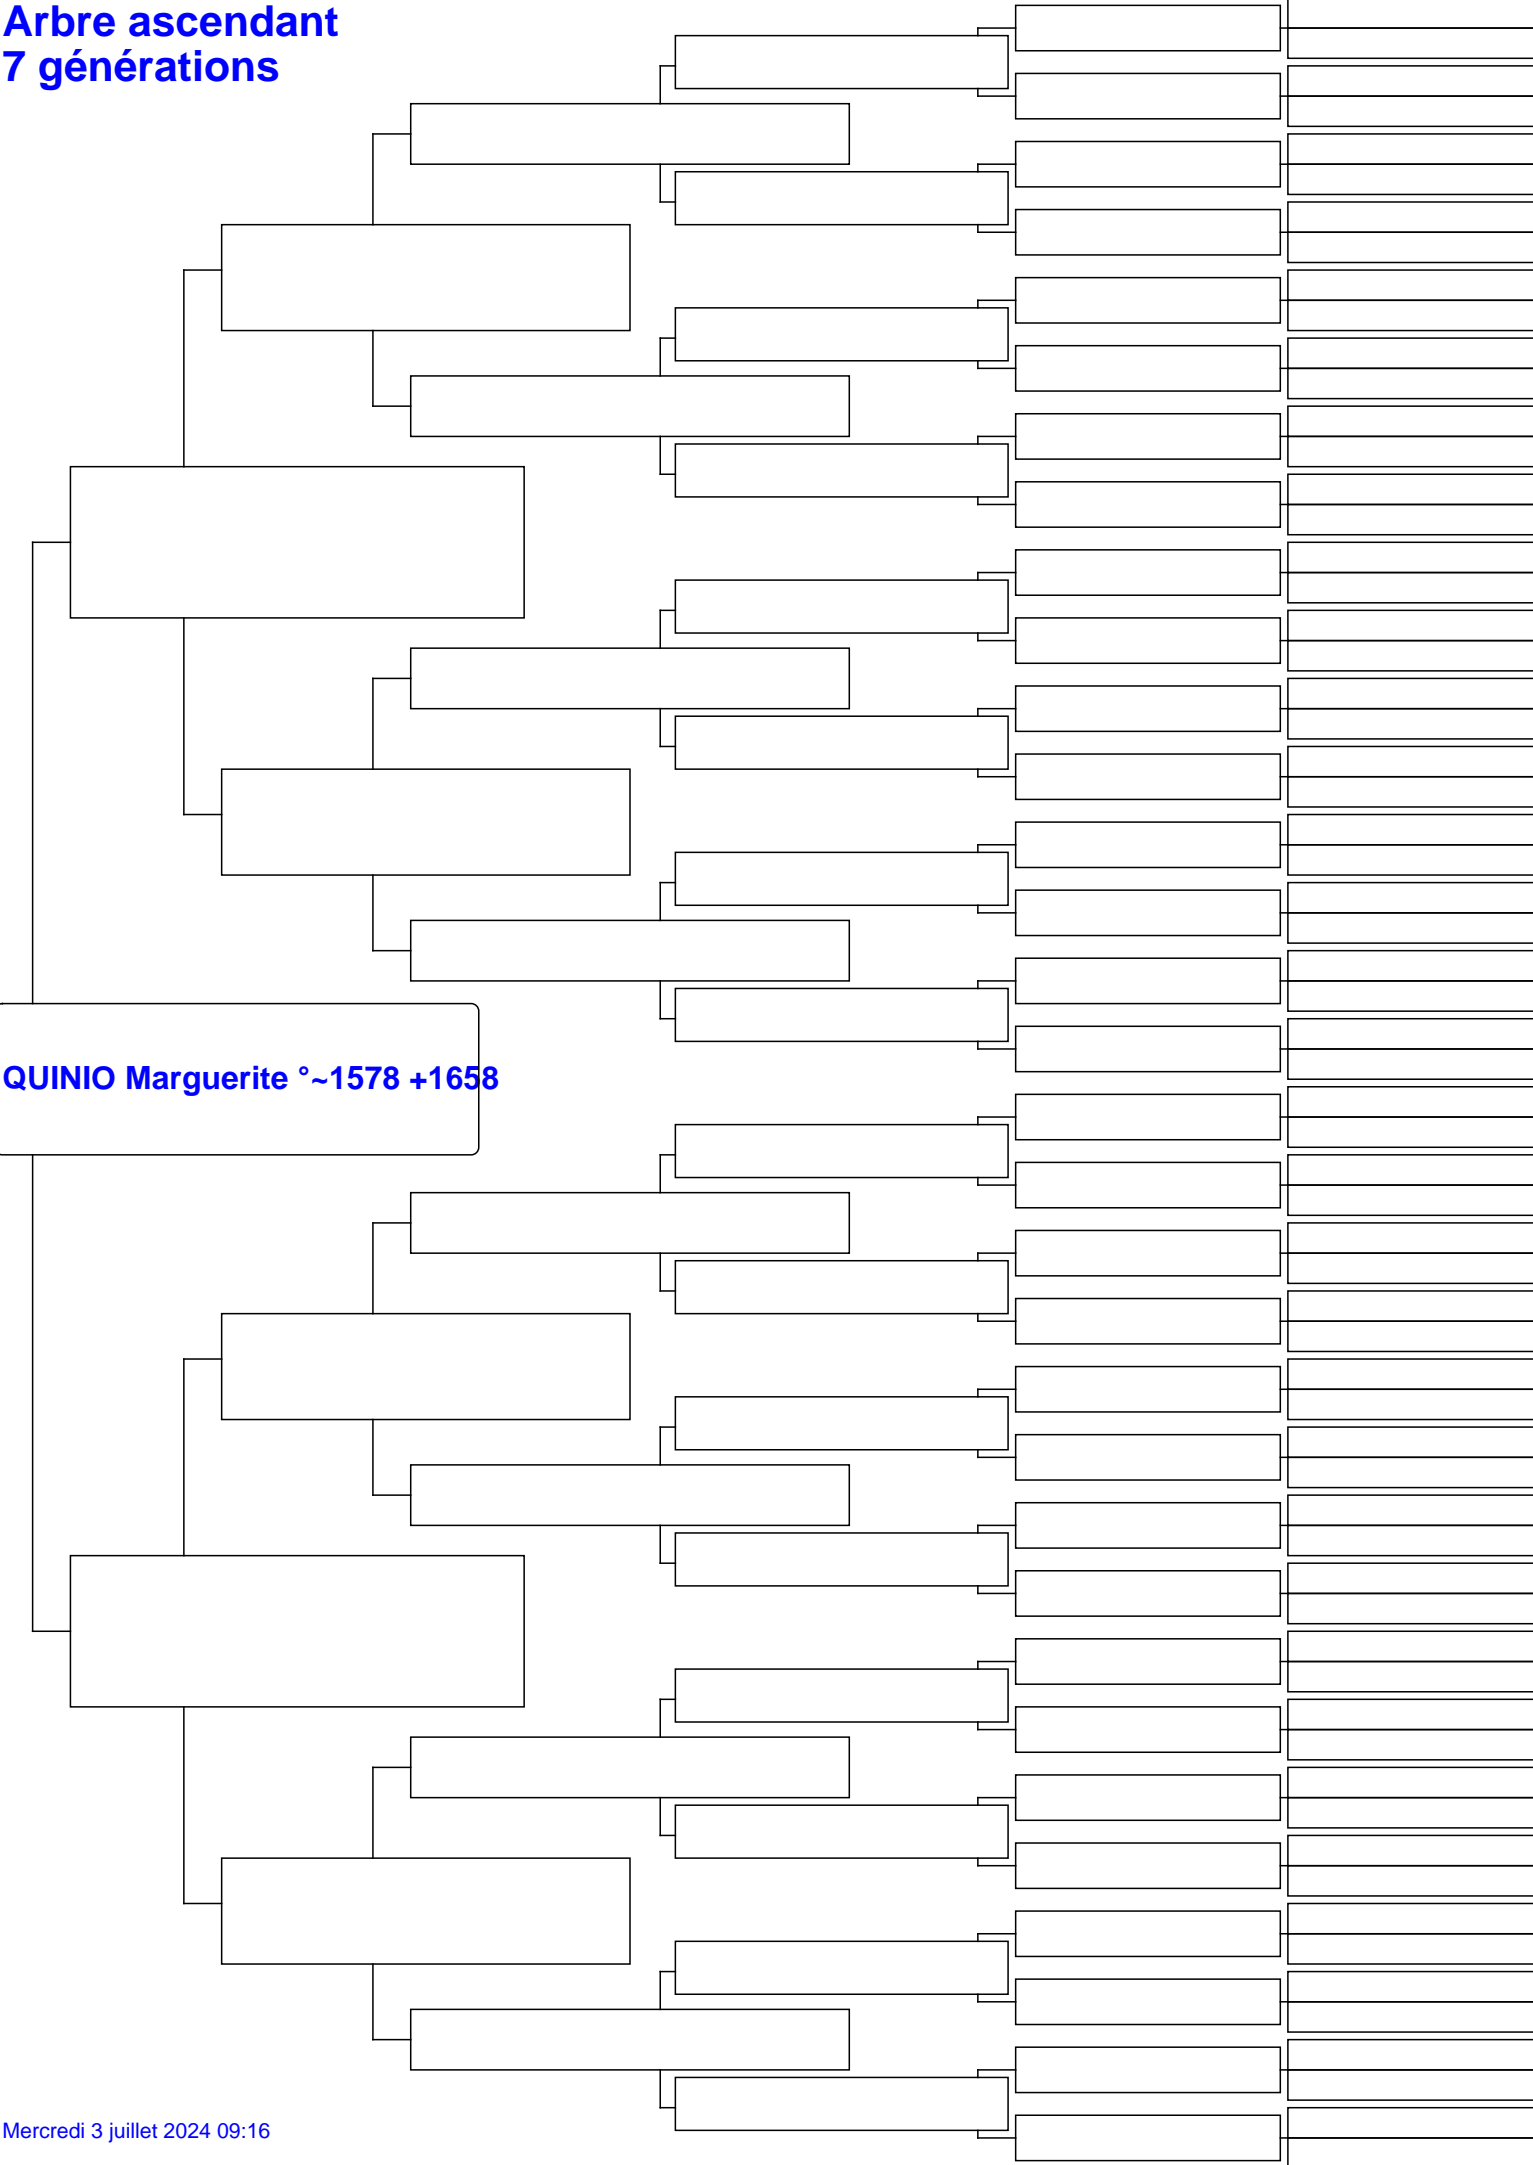 Arbre ascendant
7 générations
QUINIO Marguerite °~1578 +1658
Mercredi 3 juillet 2024 09:16